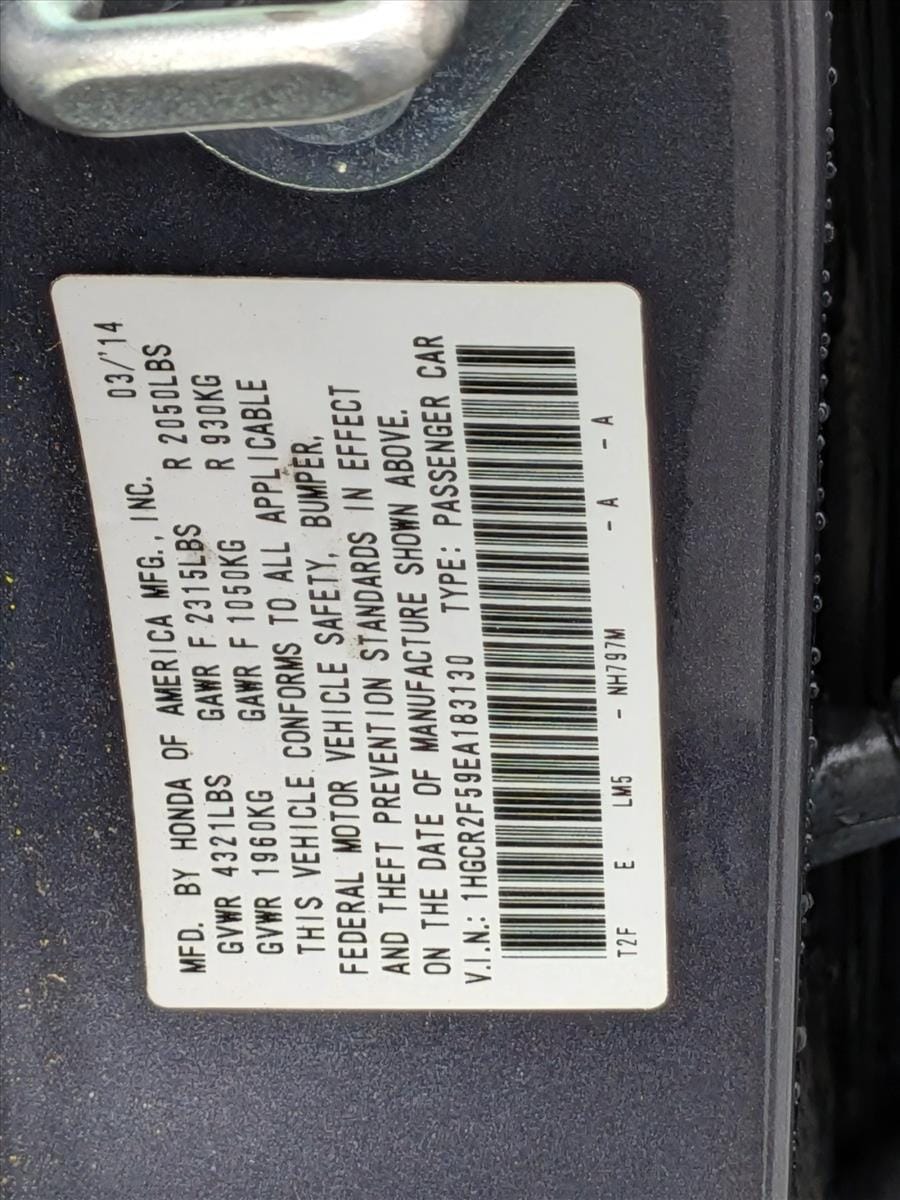 MFD. BY HONDA OF AMERICA MFG., INC. 03/'14
GVWR 4321LBS GAWR F 2315LBS R 2050LBS
GVWR 1960KG GAWR F 1050KG R 930KG
THIS VEHICLE CONFORMS TO ALL APPLICABLE
FEDERAL MOTOR VEHICLE SAFETY, BUMPER,
AND THEFT PREVENTION STANDARDS IN EFFECT
ON THE DATE OF MANUFACTURE SHOWN ABOVE.
V.I.N.: 1HGCR2F59EA183130 TYPE: PASSENGER CAR
T2F E LM5 - NH797M - A - A